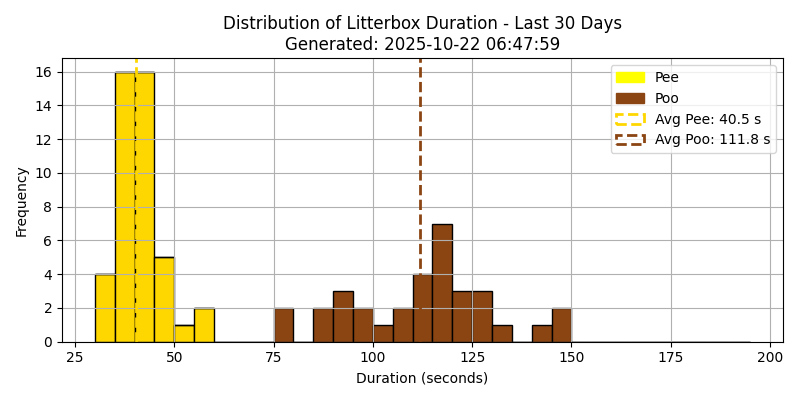 Distribution of Litterbox Duration - Last 30 Days
Generated: 2025-10-22 06:47:59
Pee
Poo
Avg Pee: 40.5 s
Avg Poo: 111.8 s
Frequency
16
14
12
10
8
6
4
2
0
25
50
75
100
125
150
175
200
Duration (seconds)